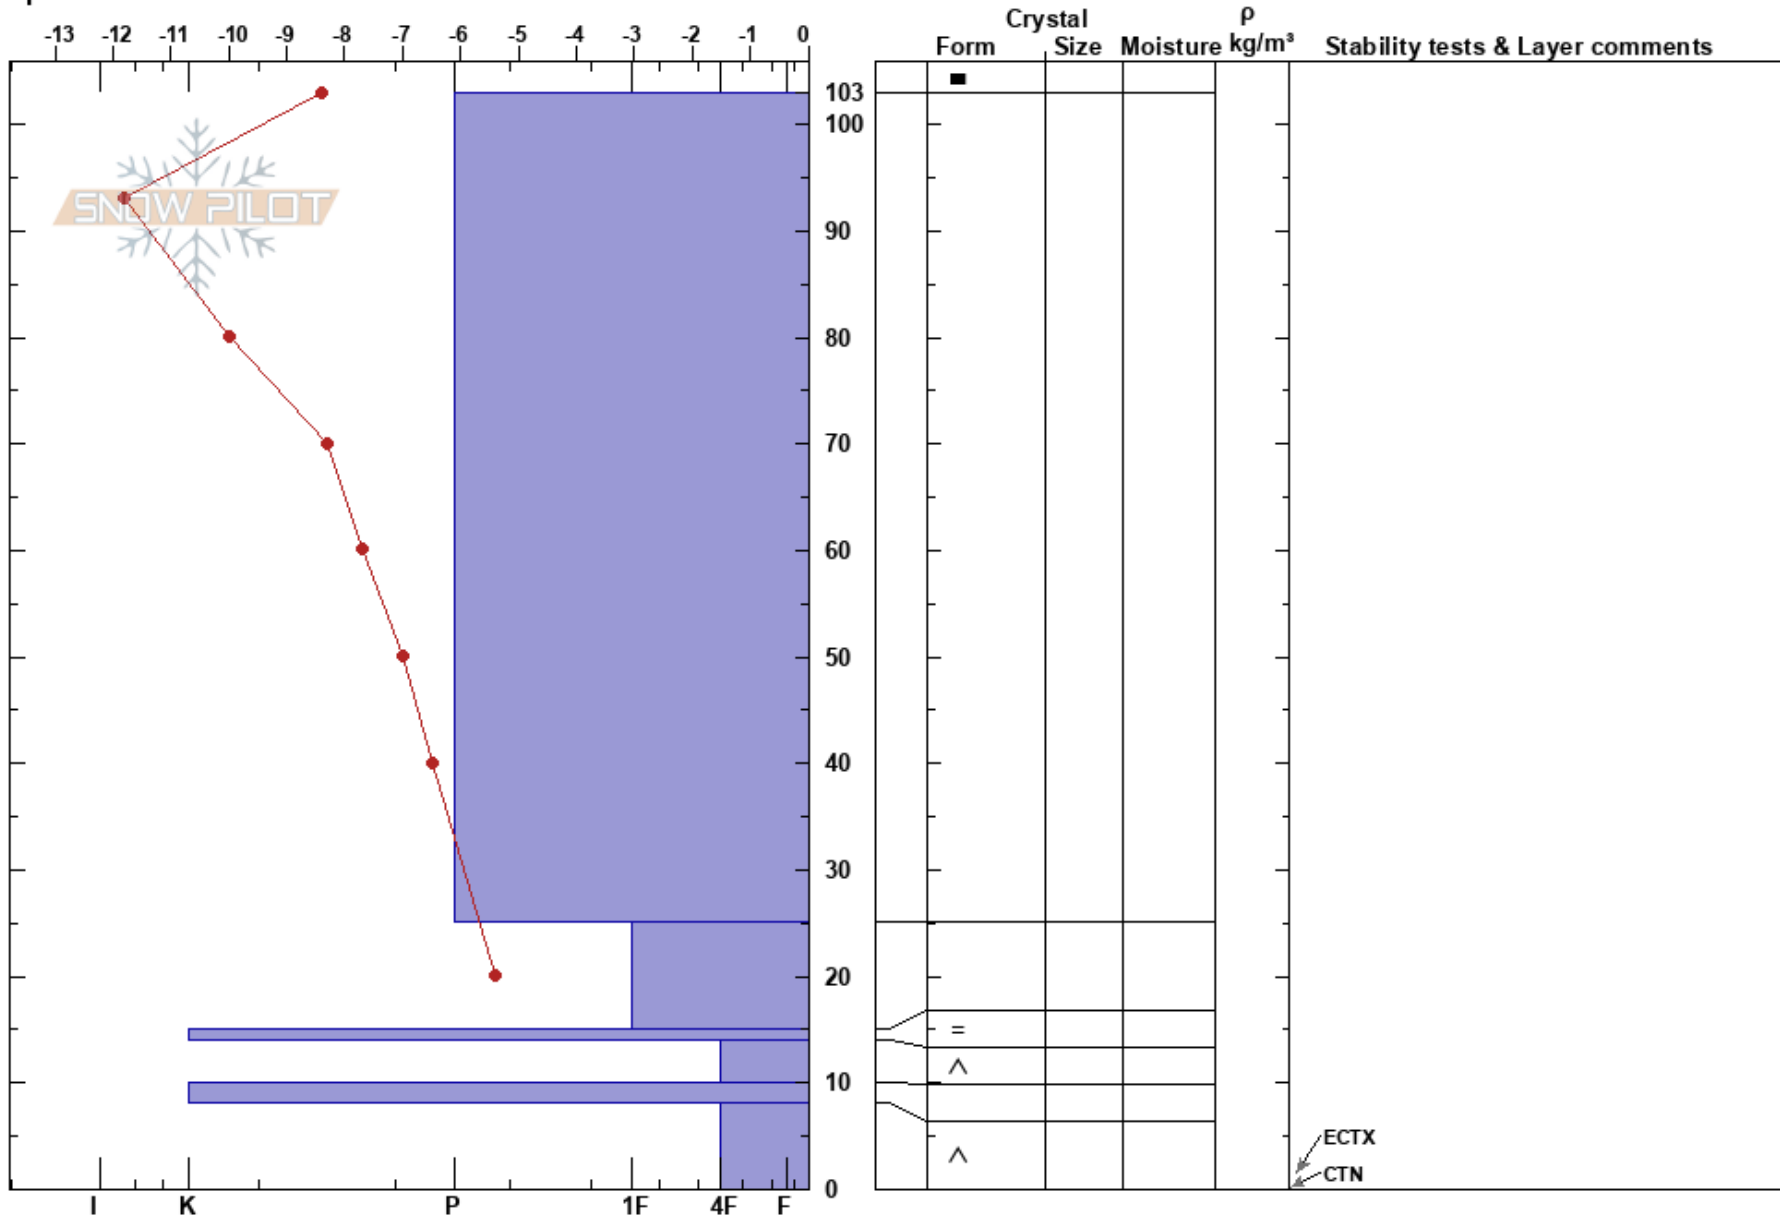 -13 -12 -11 -10 -9 -8 -7 -6 -5 -4 -3 -2 -1 0
Crystal
ρ
Form Size Moisture kg/m³ Stability tests & Layer comments
103
100
SNOW PILOT
90
80
70
60
50
40
30
20
=
10
ECTX
CTN
0
I K P 1F 4F F